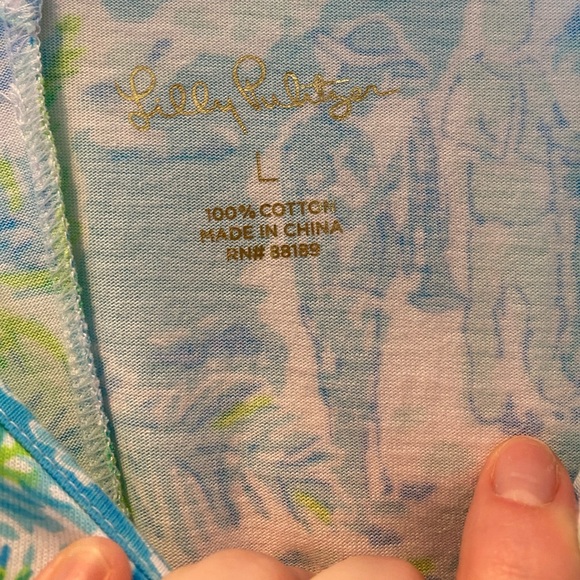 Lilly Pulitzer
L
100% COTTON
MADE IN CHINA
RN# 88189